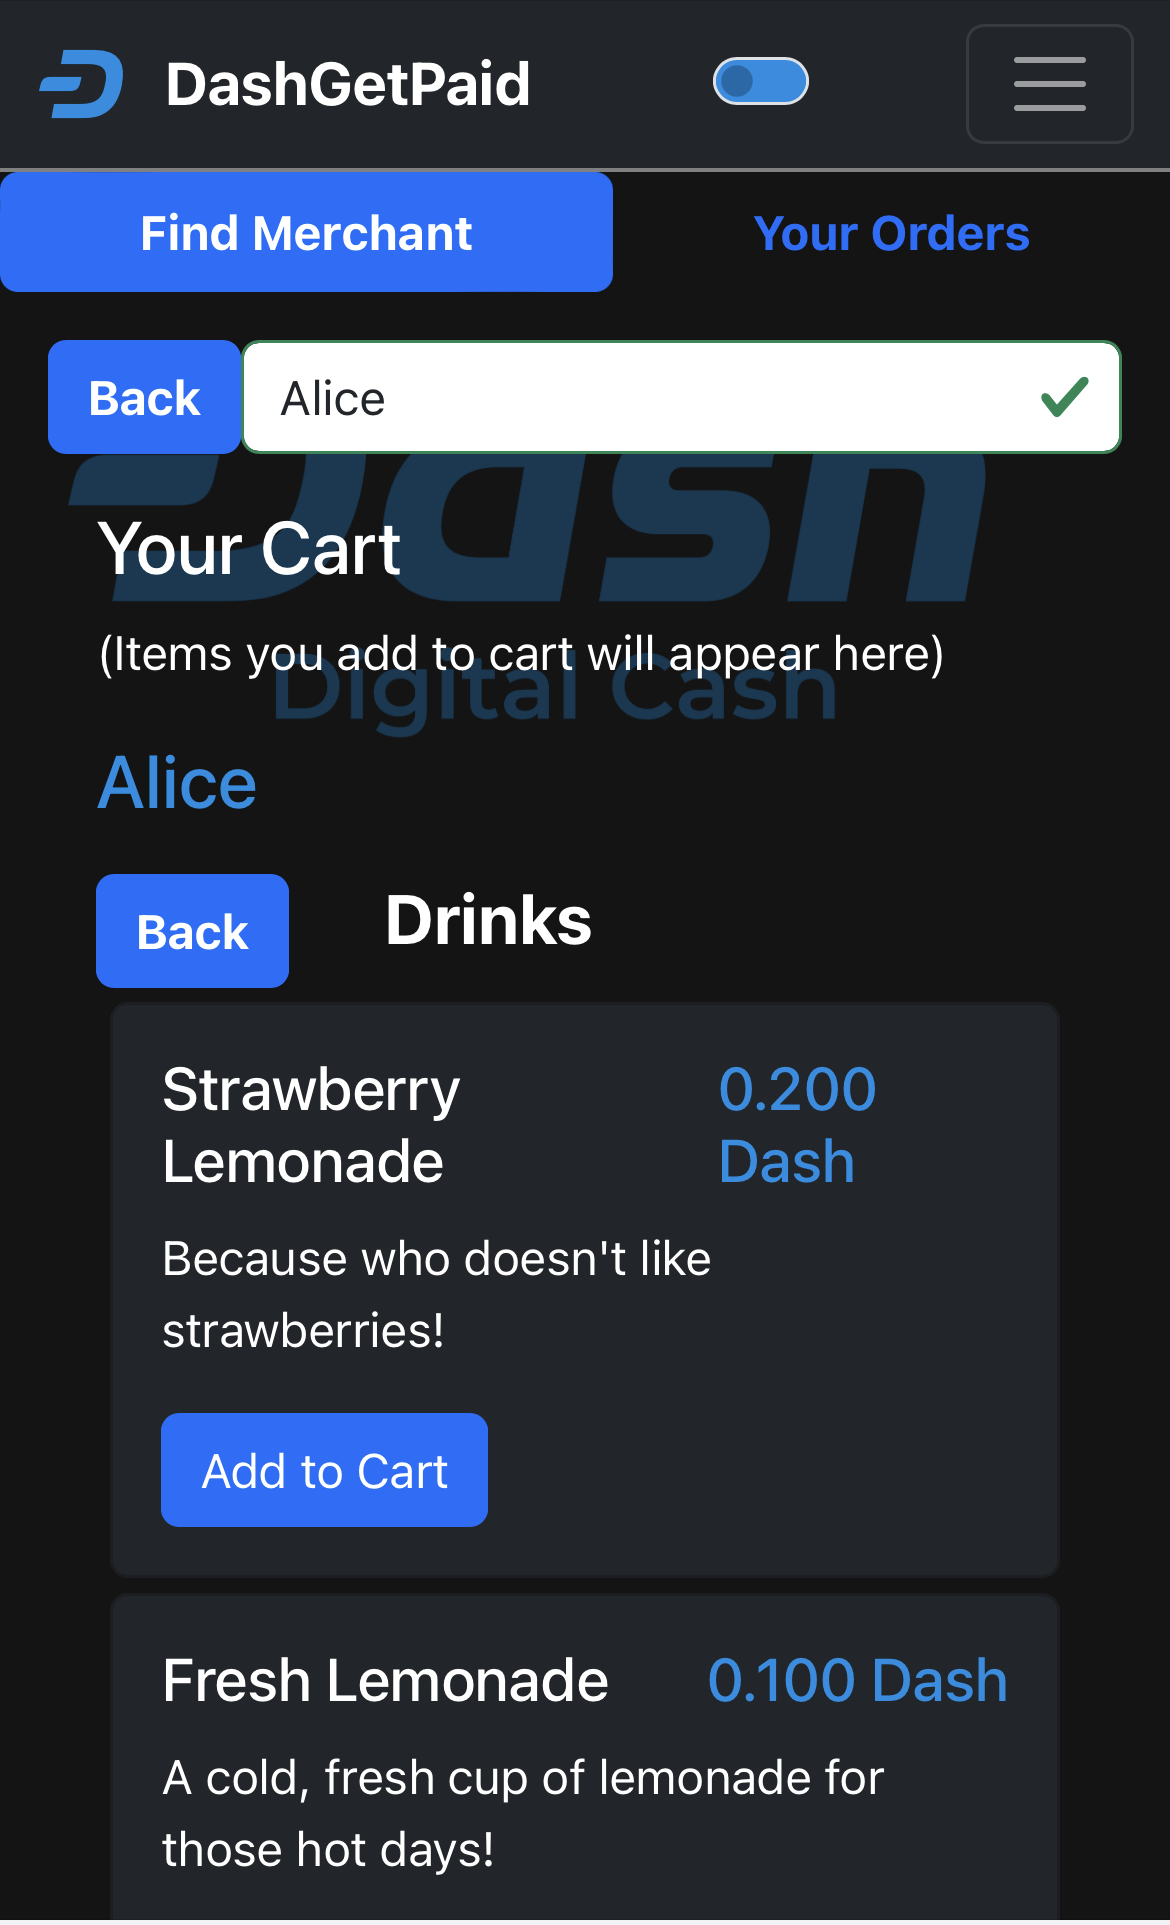 DashGetPaid
Find Merchant
Your Orders
Back
Alice
Dash
Your Cart
(Items you add to cart will appear here)
Digital Cash
Alice
Back
Drinks
Strawberry
Lemonade
0.200
Dash
Because who doesn't like
strawberries!
Add to Cart
Fresh Lemonade
0.100 Dash
A cold, fresh cup of lemonade for
those hot days!